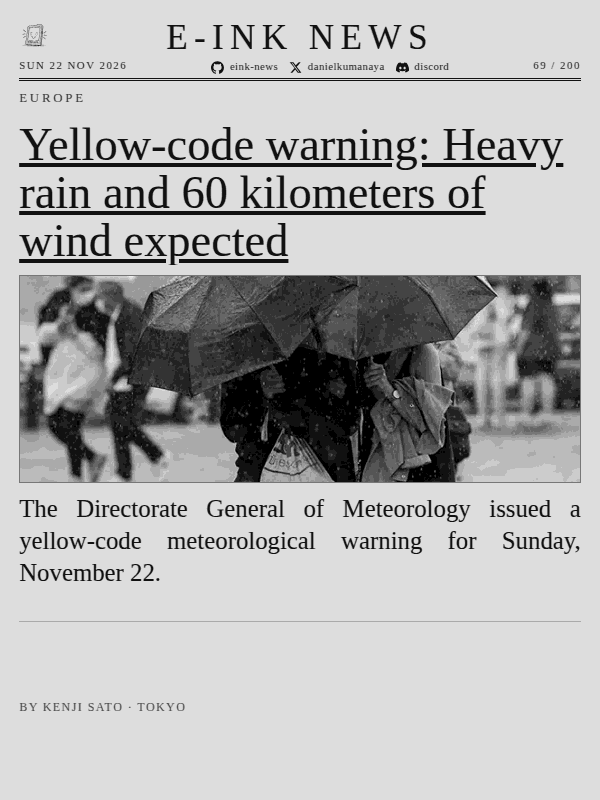 E-INK NEWS
SUN 22 NOV 2026 eink-news danielkumanaya discord 69 / 200
EUROPE
Yellow-code warning: Heavy
rain and 60 kilometers of
wind expected
The Directorate General of Meteorology issued a
yellow-code meteorological warning for Sunday,
November 22.
BY KENJI SATO · TOKYO